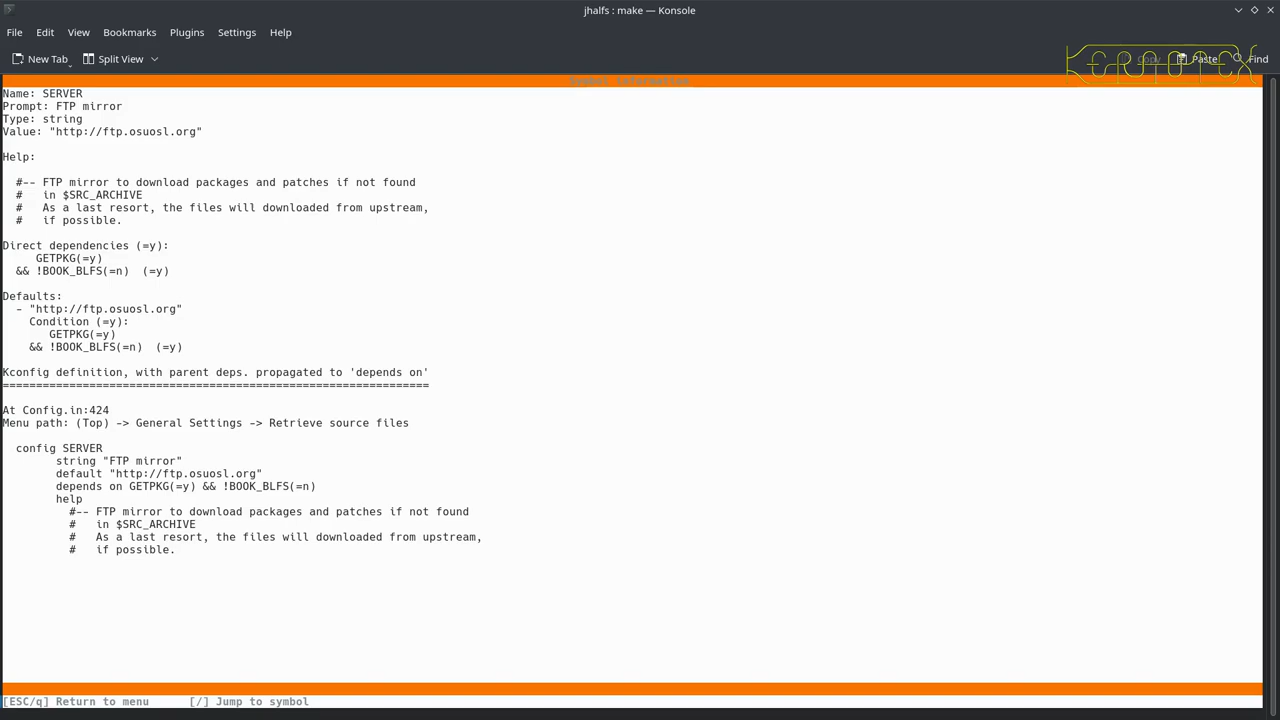 jhalfs : make — Konsole
File Edit View Bookmarks Plugins Settings Help
New Tab Split View Copy Paste Find
Symbol information
Name: SERVER
Prompt: FTP mirror
Type: string
Value: "http://ftp.osuosl.org"
Help:
#-- FTP mirror to download packages and patches if not found
# in $SRC_ARCHIVE
# As a last resort, the files will downloaded from upstream,
# if possible.
Direct dependencies (=y):
GETPKG(=y)
&& !BOOK_BLFS(=n) (=y)
Defaults:
- "http://ftp.osuosl.org"
Condition (=y):
GETPKG(=y)
&& !BOOK_BLFS(=n) (=y)
Kconfig definition, with parent deps. propagated to 'depends on'
================================================================
At Config.in:424
Menu path: (Top) -> General Settings -> Retrieve source files
config SERVER
string "FTP mirror"
default "http://ftp.osuosl.org"
depends on GETPKG(=y) && !BOOK_BLFS(=n)
help
#-- FTP mirror to download packages and patches if not found
# in $SRC_ARCHIVE
# As a last resort, the files will downloaded from upstream,
# if possible.
[ESC/q] Return to menu [/] Jump to symbol